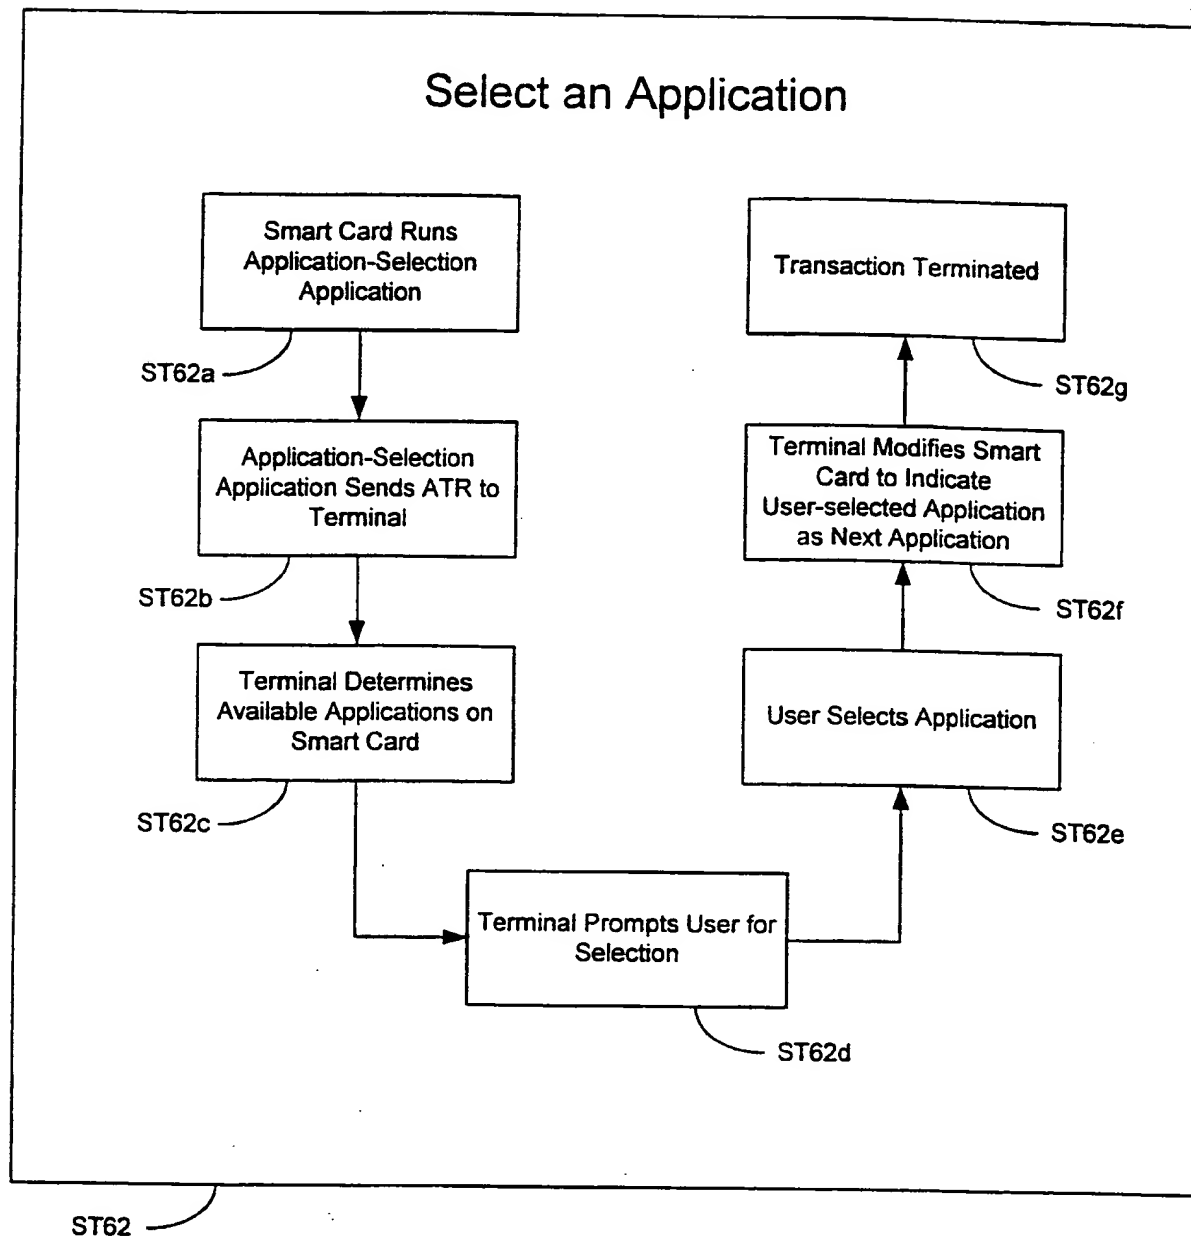 Select an Application
Smart Card Runs
Application-Selection
Application
ST62a
Application-Selection
Application Sends ATR to
Terminal
ST62b
Terminal Determines
Available Applications on
Smart Card
ST62c
Terminal Prompts User for
Selection
ST62d
User Selects Application
ST62e
Terminal Modifies Smart
Card to Indicate
User-selected Application
as Next Application
ST62f
Transaction Terminated
ST62g
ST62